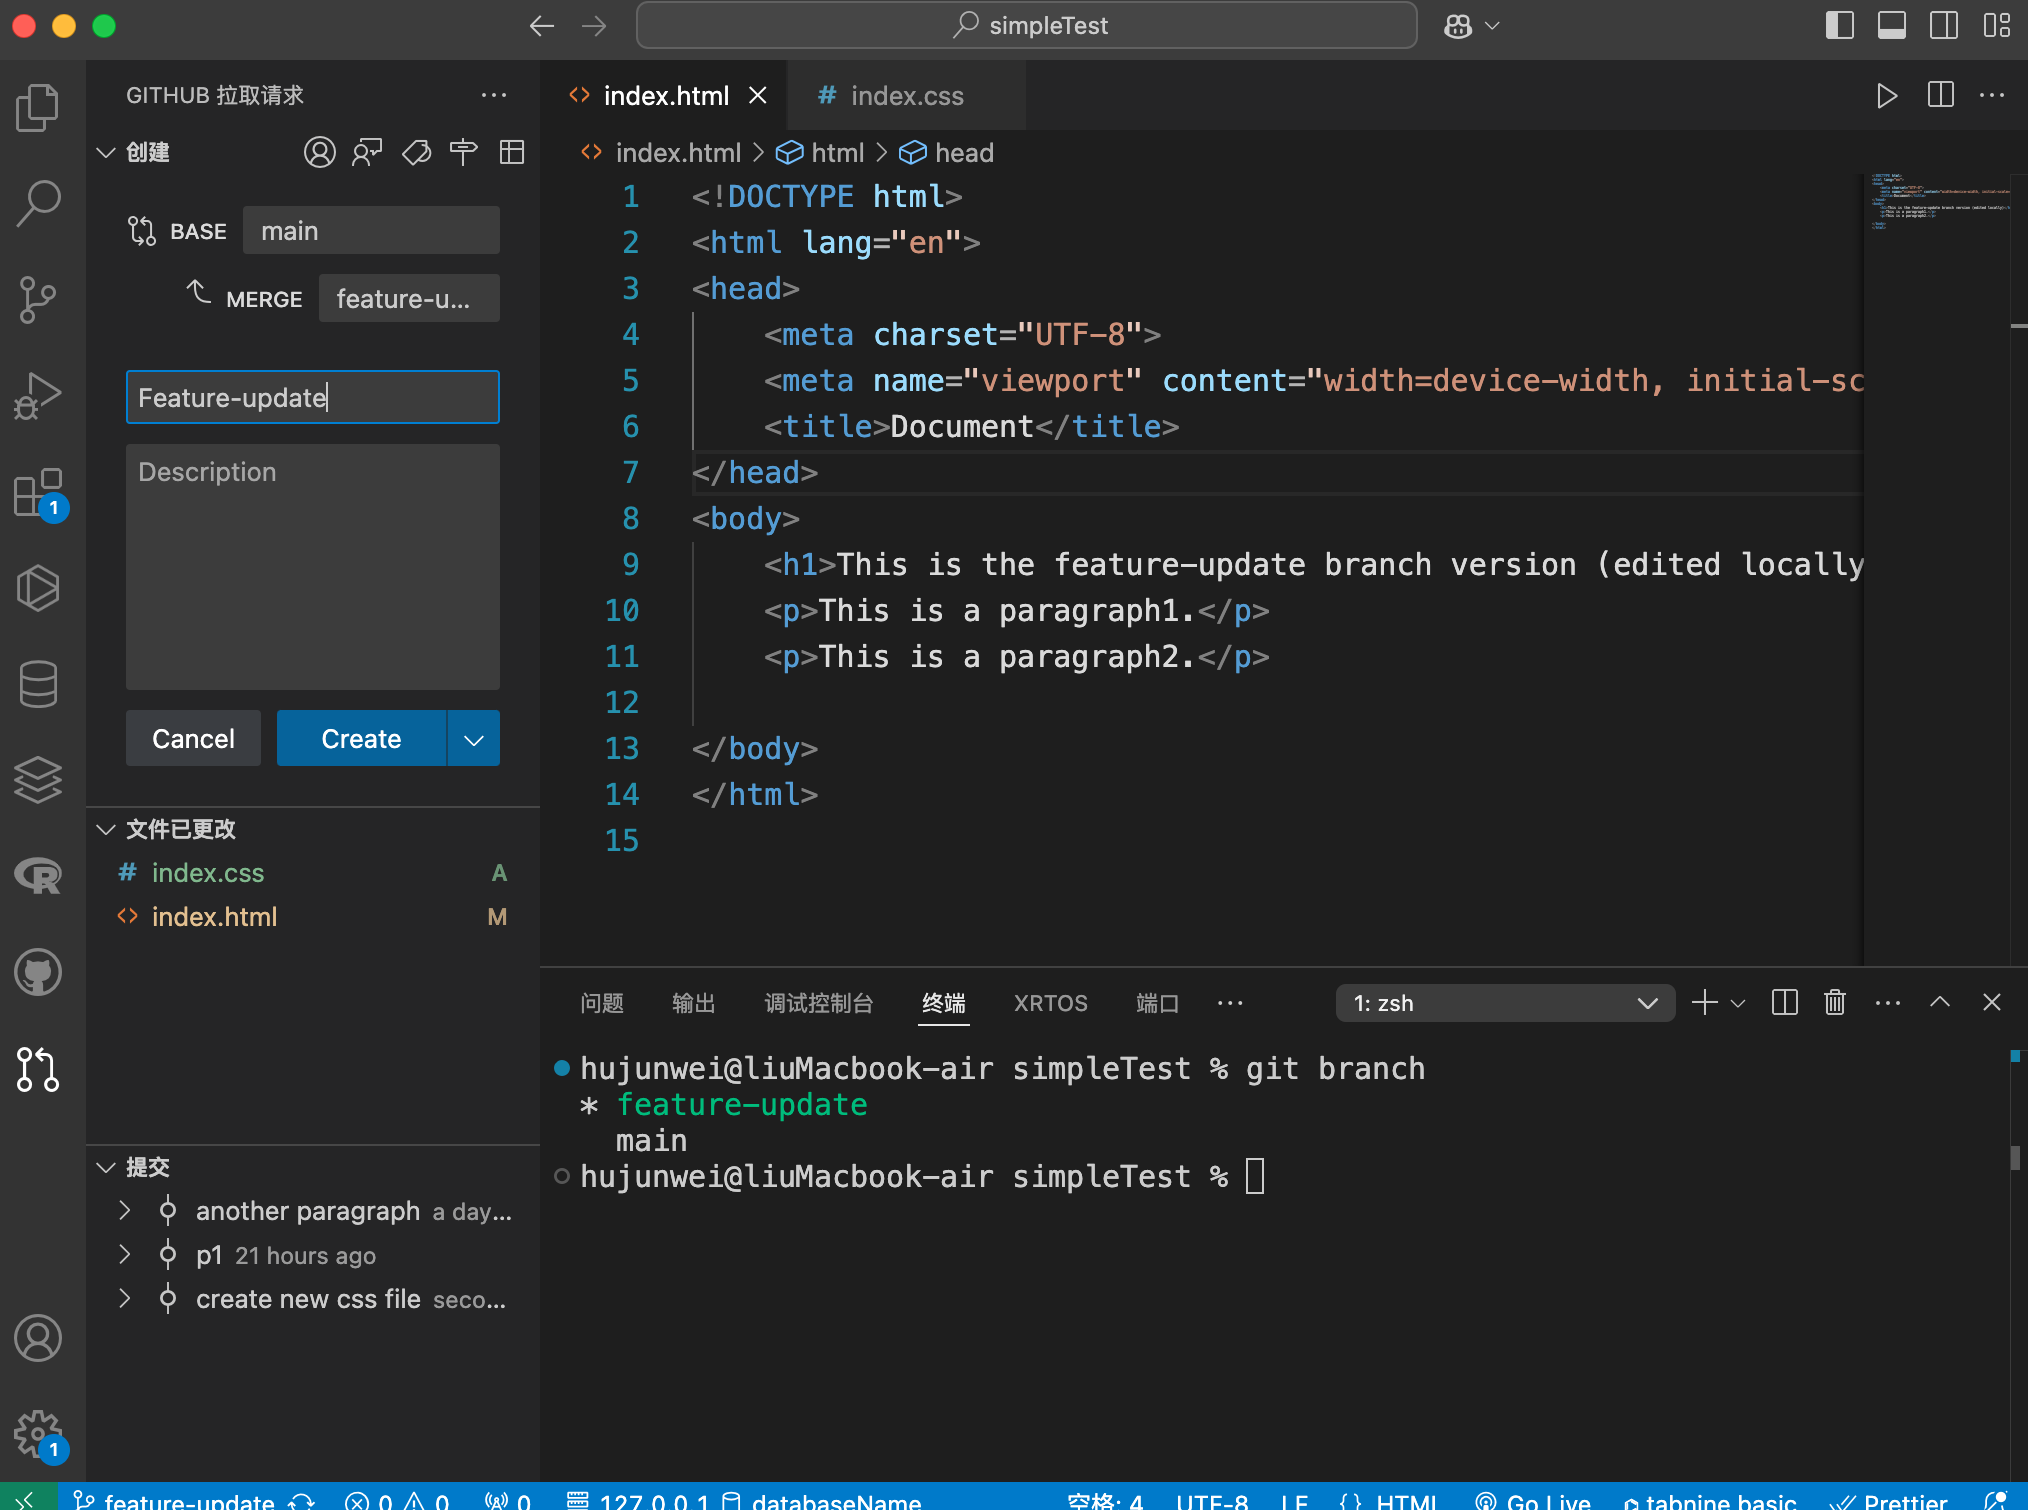 simpleTest
GITHUB 拉取请求
创建
BASE main
MERGE feature-u...
Feature-update
Description
Cancel Create
文件已更改
index.css A
index.html M
提交
another paragraph a day...
p1 21 hours ago
create new css file seco...
1
1
index.html
# index.css
index.html > html > head
1 <!DOCTYPE html>
2 <html lang="en">
3 <head>
4 <meta charset="UTF-8">
5 <meta name="viewport" content="width=device-width, initial-sc
6 <title>Document</title>
7 </head>
8 <body>
9 <h1>This is the feature-update branch version (edited locally
10 <p>This is a paragraph1.</p>
11 <p>This is a paragraph2.</p>
12
13 </body>
14 </html>
15
问题 输出 调试控制台 终端 XRTOS 端口 ... 1: zsh
hujunwei@liuMacbook-air simpleTest % git branch
* feature-update
main
hujunwei@liuMacbook-air simpleTest %
feature-update 0 0 0 127.0.0.1 databaseName 空格: 4 UTF-8 LF {} HTML Go Live tabnine basic Prettier